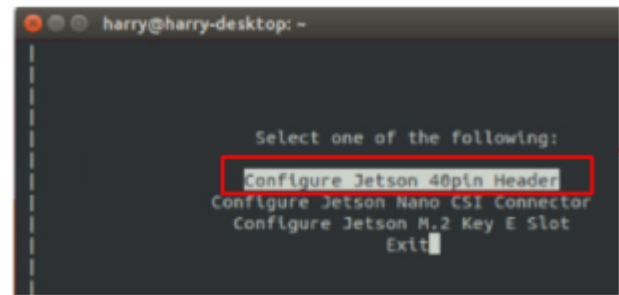 harry@harry-desktop: ~
Select one of the following:
Configure Jetson 40pin Header
Configure Jetson Nano CSI Connector
Configure Jetson M.2 Key E Slot
Exit